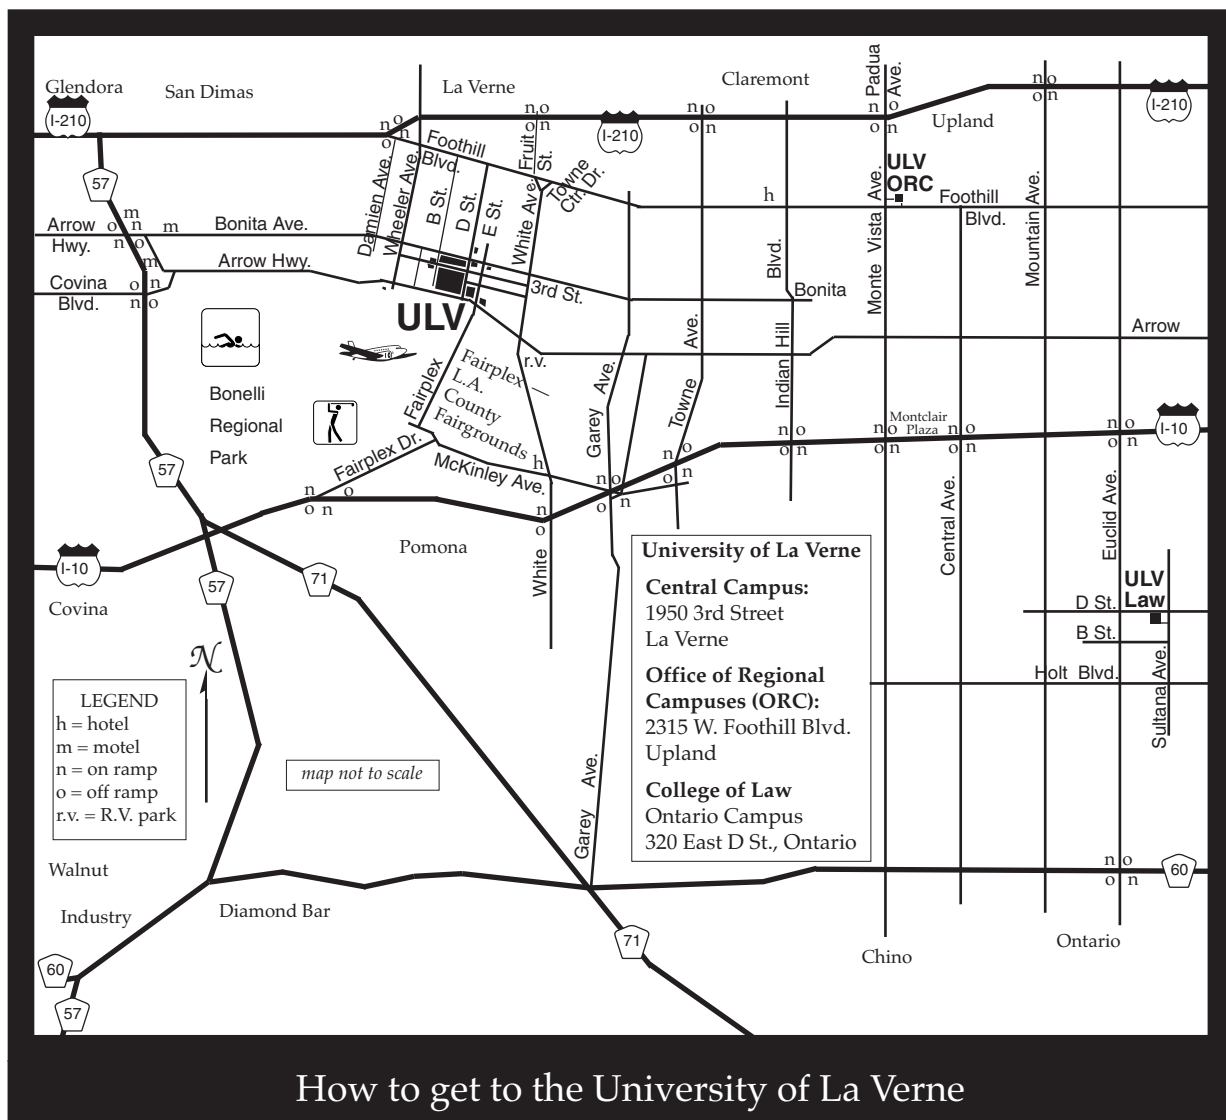 Glendora
San Dimas
La Verne
Claremont
Padua
Ave.
I-210
I-210
I-210
Upland
n o
o n
n o
o n
n o
o n
n o
o n
n o
o n
Foothill
Blvd.
Fruit
St.
Towne
Ctr. Dr.
57
Damien Ave.
Wheeler Ave.
B St.
D St.
E St.
White Ave.
h
ULV
ORC
Foothill
Blvd.
Monte Vista Ave.
Mountain Ave.
m
Arrow
Hwy.
o n
n o
m
m
Bonita Ave.
Arrow Hwy.
Covina
Blvd.
o n
n o
3rd St.
Blvd.
Bonita
ULV
Ave.
Indian Hill
Arrow
r.v.
Fairplex
Fairplex —
L.A.
County
Fairgrounds
Garey Ave.
Towne
Bonelli
Regional
Park
Montclair
Plaza
n o
o n
n o
o n
n o
o n
n o
o n
I-10
Fairplex Dr.
McKinley Ave.
h
57
o
o n
n
o
n o
o n
n o
o n
Pomona
White
Central Ave.
Euclid Ave.
I-10
Covina
57
71
University of La Verne
Central Campus:
1950 3rd Street
La Verne
Office of Regional
Campuses (ORC):
2315 W. Foothill Blvd.
Upland
College of Law
Ontario Campus
320 East D St., Ontario
ULV
Law
D St.
B St.
Holt Blvd.
Sultana Ave.
N
LEGEND
h = hotel
m = motel
n = on ramp
o = off ramp
r.v. = R.V. park
map not to scale
Garey Ave.
Walnut
Industry
Diamond Bar
n o
o n
60
71
Chino
Ontario
60
57
How to get to the University of La Verne